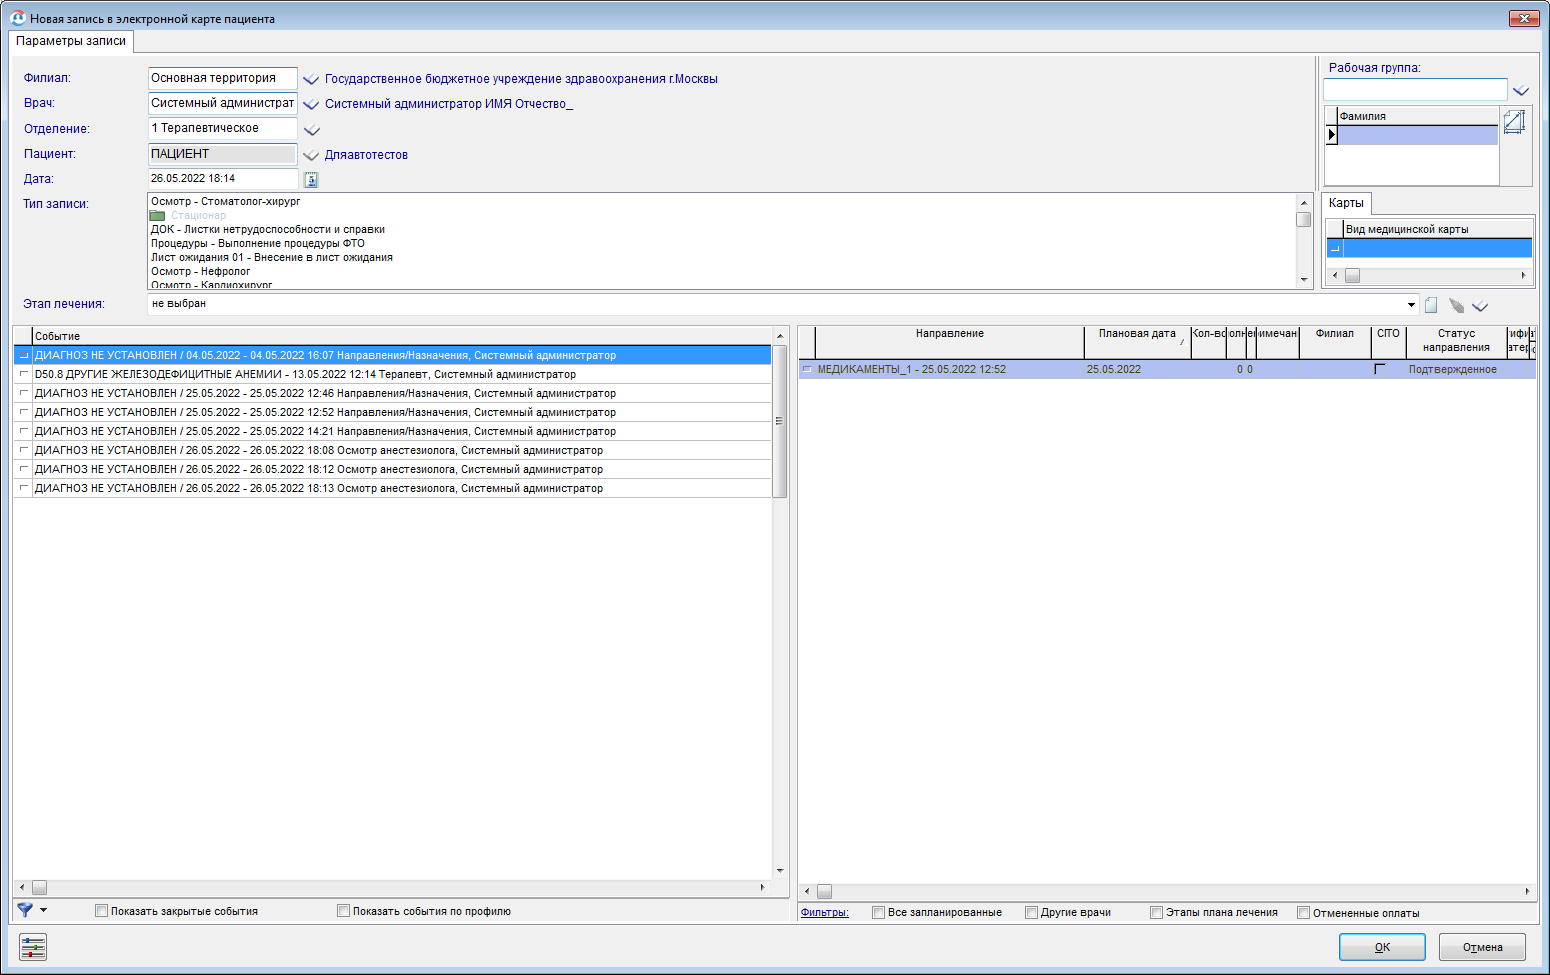 Новая запись в электронной карте пациента
Параметры записи
Филиал: Основная территория Государственное бюджетное учреждение здравоохранения г.Москвы
Врач: Системный администрат Системный администратор ИМЯ Отчество_
Отделение: 1 Терапевтическое
Пациент: ПАЦИЕНТ Дляавтотестов
Дата: 26.05.2022 18:14
Тип записи: Осмотр - Стоматолог-хирург
Стационар
ДОК - Листки нетрудоспособности и справки
Процедуры - Выполнение процедуры ФТО
Лист ожидания 01 - Внесение в лист ожидания
Осмотр - Нефролог
Осмотр - Кардиохирург
Рабочая группа:
Фамилия
Карты
Вид медицинской карты
Этап лечения: не выбран
Событие
ДИАГНОЗ НЕ УСТАНОВЛЕН / 04.05.2022 - 04.05.2022 16:07 Направления/Назначения, Системный администратор
D50.8 ДРУГИЕ ЖЕЛЕЗОДЕФИЦИТНЫЕ АНЕМИИ - 13.05.2022 12:14 Терапевт, Системный администратор
ДИАГНОЗ НЕ УСТАНОВЛЕН / 25.05.2022 - 25.05.2022 12:46 Направления/Назначения, Системный администратор
ДИАГНОЗ НЕ УСТАНОВЛЕН / 25.05.2022 - 25.05.2022 12:52 Направления/Назначения, Системный администратор
ДИАГНОЗ НЕ УСТАНОВЛЕН / 25.05.2022 - 25.05.2022 14:21 Направления/Назначения, Системный администратор
ДИАГНОЗ НЕ УСТАНОВЛЕН / 26.05.2022 - 26.05.2022 18:08 Осмотр анестезиолога, Системный администратор
ДИАГНОЗ НЕ УСТАНОВЛЕН / 26.05.2022 - 26.05.2022 18:12 Осмотр анестезиолога, Системный администратор
ДИАГНОЗ НЕ УСТАНОВЛЕН / 26.05.2022 - 26.05.2022 18:13 Осмотр анестезиолога, Системный администратор
Показать закрытые события Показать события по профилю
Направление Плановая дата Кол-во имечан Филиал CITO Статус
направления
МЕДИКАМЕНТЫ_1 - 25.05.2022 12:52 25.05.2022 0 0 Подтвержденное
Фильтры: Все запланированные Другие врачи Этапы плана лечения Отмененные оплаты
OK Отмена